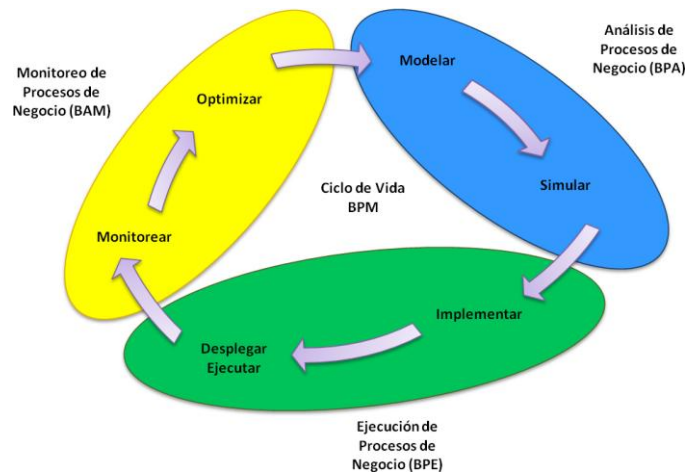 Análisis de
Procesos de
Negocio (BPA)
Modelar
Monitoreo de
Procesos de
Negocio (BAM)
Optimizar
Simular
Ciclo de Vida
BPM
Monitorear
Implementar
Desplegar
Ejecutar
Ejecución de
Procesos de
Negocio (BPE)